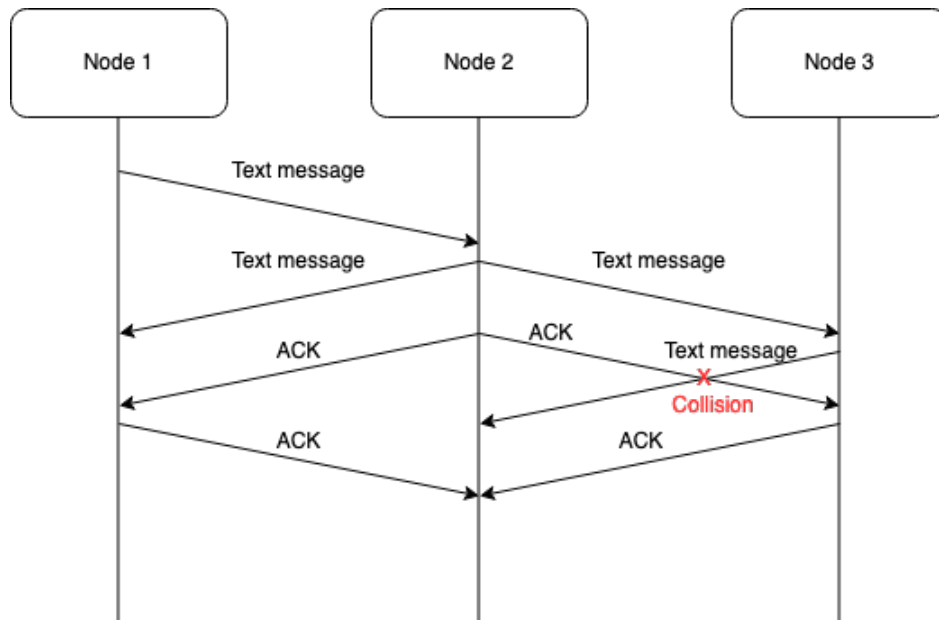 Node 1
Node 2
Node 3
Text message
Text message
Text message
ACK
ACK
Text message
X
Collision
ACK
ACK